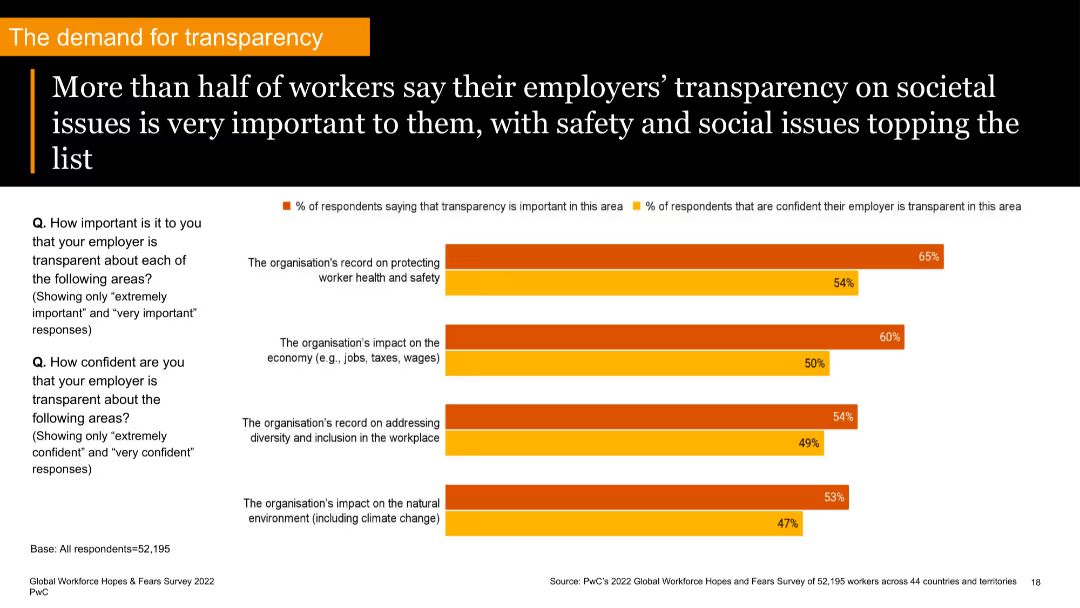 The demand for transparency
More than half of workers say their employers’ transparency on societal
issues is very important to them, with safety and social issues topping the
list
% of respondents saying that transparency is important in this area
% of respondents that are confident their employer is transparent in this area
Q. How important is it to you
that your employer is
transparent about each of
the following areas?
(Showing only “extremely
important” and “very important”
responses)
Q. How confident are you
that your employer is
transparent about the
following areas?
(Showing only “extremely
confident” and “very confident”
responses)
The organisation's record on protecting
worker health and safety
65%
54%
The organisation’s impact on the
economy (e.g., jobs, taxes, wages)
60%
50%
The organisation’s record on addressing
diversity and inclusion in the workplace
54%
49%
The organisation’s impact on the natural
environment (including climate change)
53%
47%
Base: All respondents=52,195
Global Workforce Hopes & Fears Survey 2022
PwC
Source: PwC’s 2022 Global Workforce Hopes and Fears Survey of 52,195 workers across 44 countries and territories
18